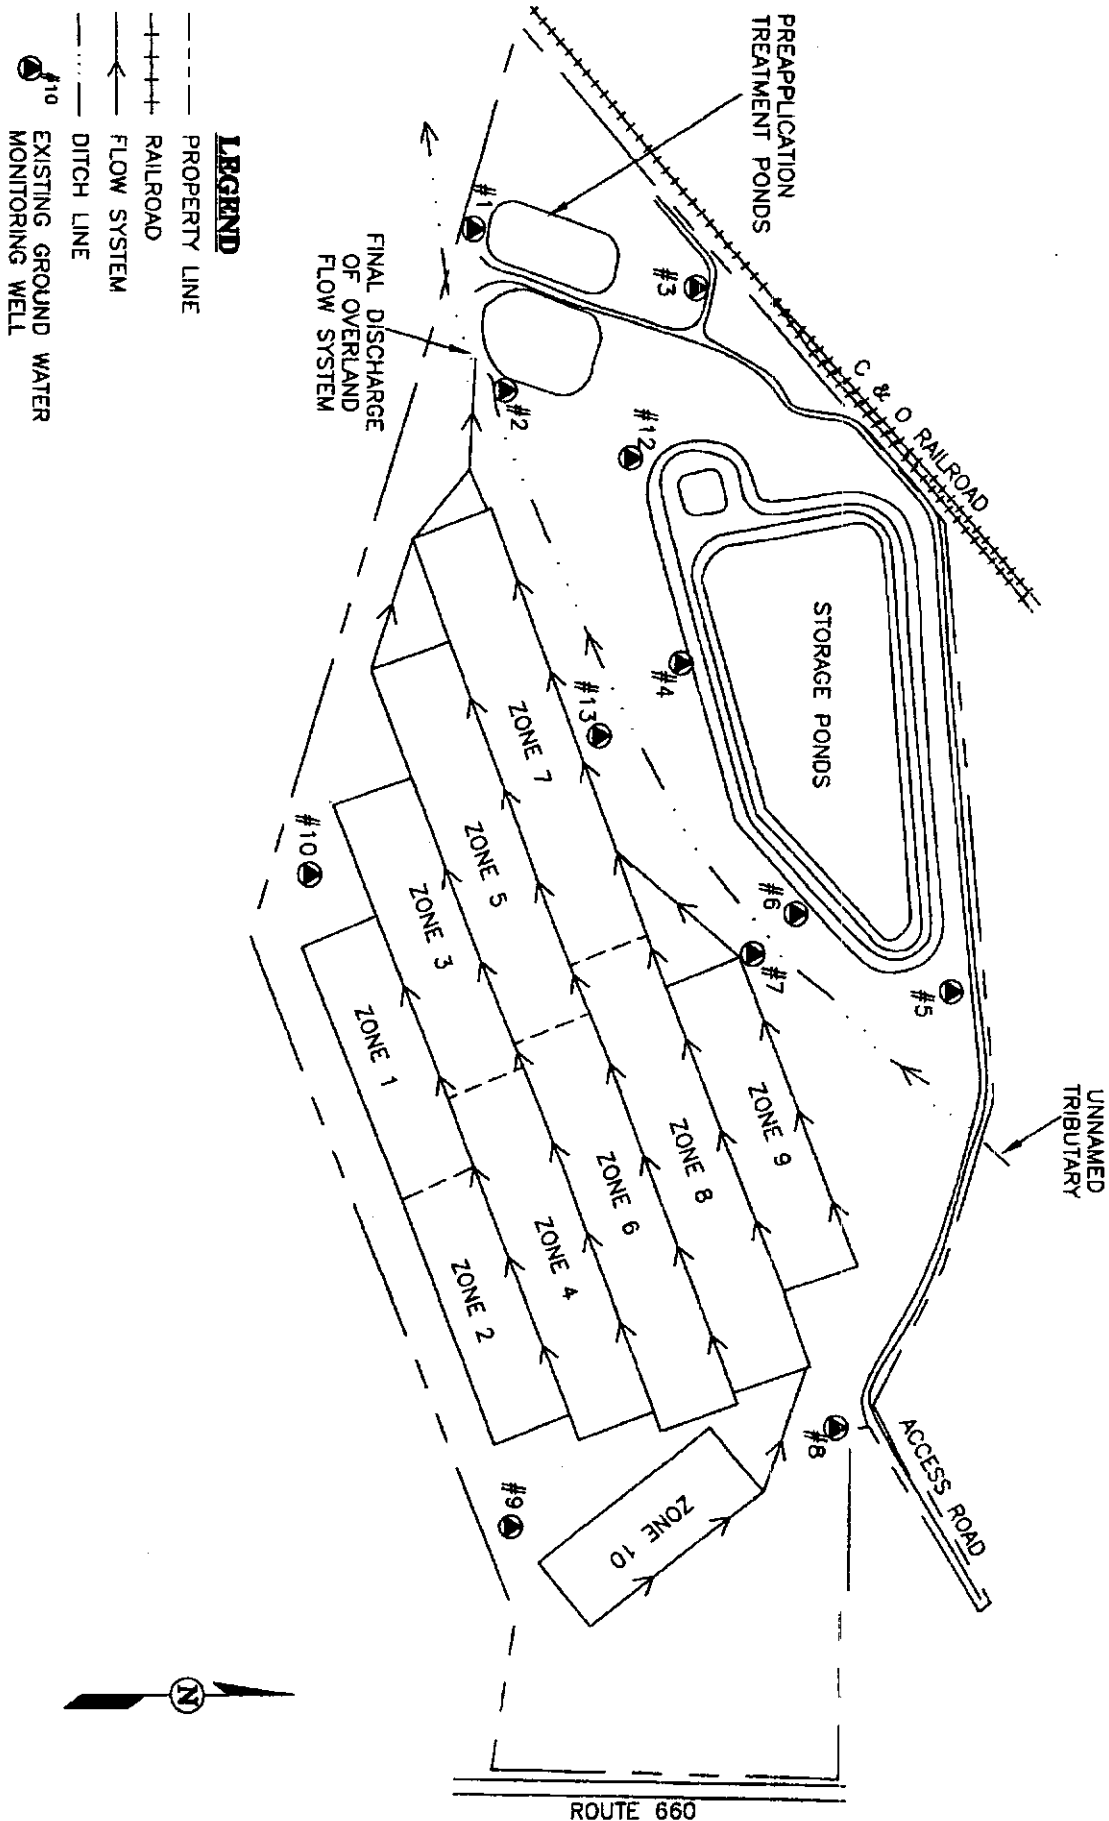 PREAPPLICATION
TREATMENT PONDS
C & O RAILROAD
UNNAMED
TRIBUTARY
ACCESS ROAD
STORAGE PONDS
#1
#3
#2
#12
#4
#13
#6
#7
#5
#8
#10
#9
FINAL DISCHARGE
OF OVERLAND
FLOW SYSTEM
ZONE 7
ZONE 5
ZONE 3
ZONE 1
ZONE 9
ZONE 8
ZONE 6
ZONE 4
ZONE 2
ZONE 10
ROUTE 660
N
LEGEND
PROPERTY LINE
RAILROAD
FLOW SYSTEM
DITCH LINE
#10
EXISTING GROUND WATER
MONITORING WELL